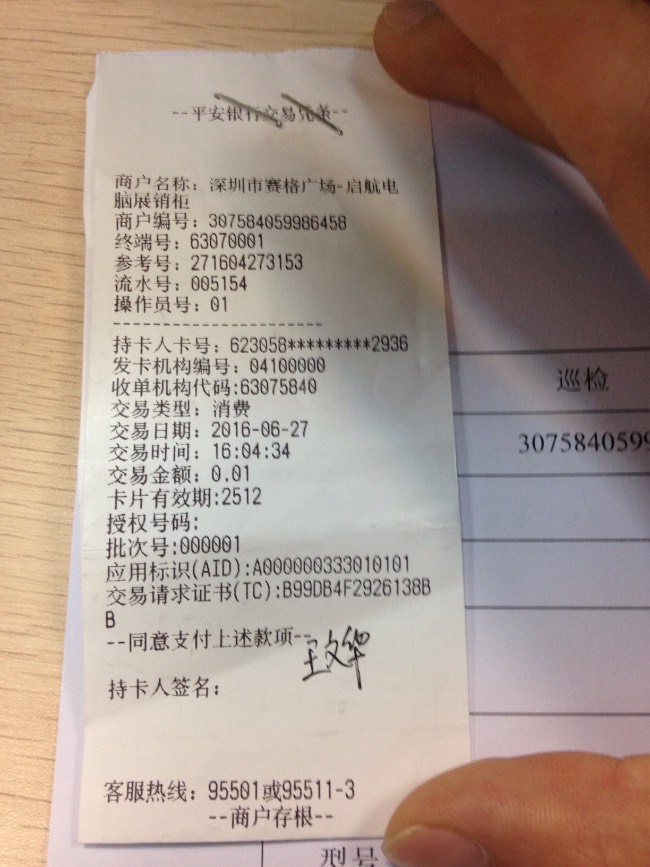 --平安银行交易凭条--
商户名称：深圳市赛格广场-启航电
脑展销柜
商户编号：307584059986458
终端号：63070001
参考号：271604273153
流水号：005154
操作员号：01
----------------------
持卡人卡号：623058*********2936
发卡机构编号：04100000
收单机构代码:63075840
交易类型：消费
交易日期：2016-06-27
交易时间：16:04:34
交易金额：0.01
卡片有效期:2512
授权号码:
批次号:000001
应用标识(AID):A000000333010101
交易请求证书(TC):B99DB4F2926138B
B
--同意支付上述款项--
王文华
持卡人签名：
客服热线：95501或95511-3
--商户存根--
巡检
307584059
型号